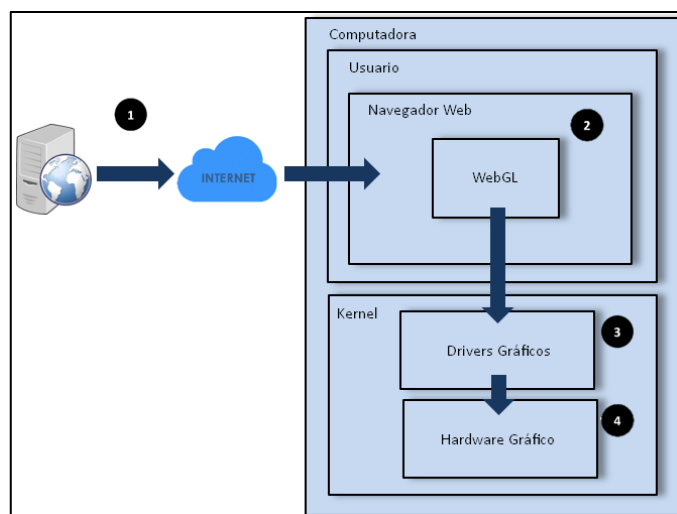 Computadora
Usuario
Navegador Web
1
2
INTERNET
WebGL
Kernel
3
Drivers Gráficos
4
Hardware Gráfico